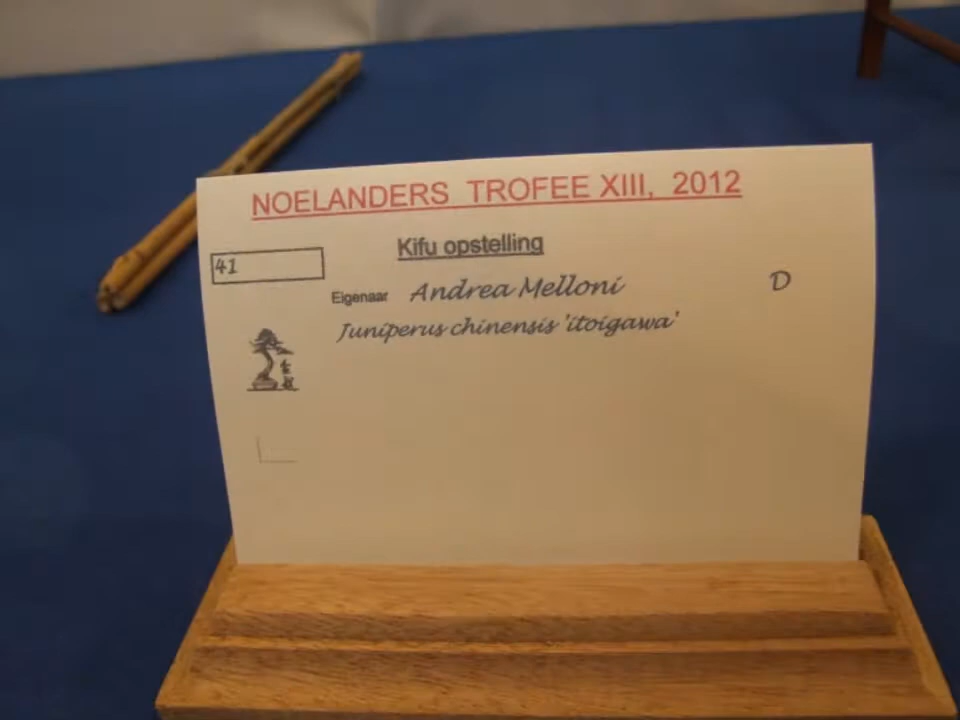 NOELANDERS TROFEE XIII, 2012
Kifu opstelling
41
Eigenaar Andrea Melloni D
Juniperus chinensis 'itoigawa'